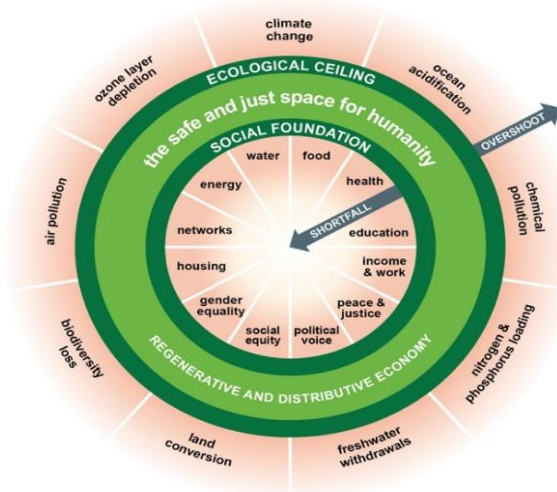 climate
change
ozone layer
depletion
ocean
acidification
ECOLOGICAL CEILING
the safe and just space for humanity
OVERSHOOT
SOCIAL FOUNDATION
water
food
energy
health
air pollution
chemical
pollution
SHORTFALL
networks
education
housing
income
& work
gender
equality
peace &
justice
social
equity
political
voice
biodiversity
loss
nitrogen &
phosphorus loading
REGENERATIVE AND DISTRIBUTIVE ECONOMY
land
conversion
freshwater
withdrawals